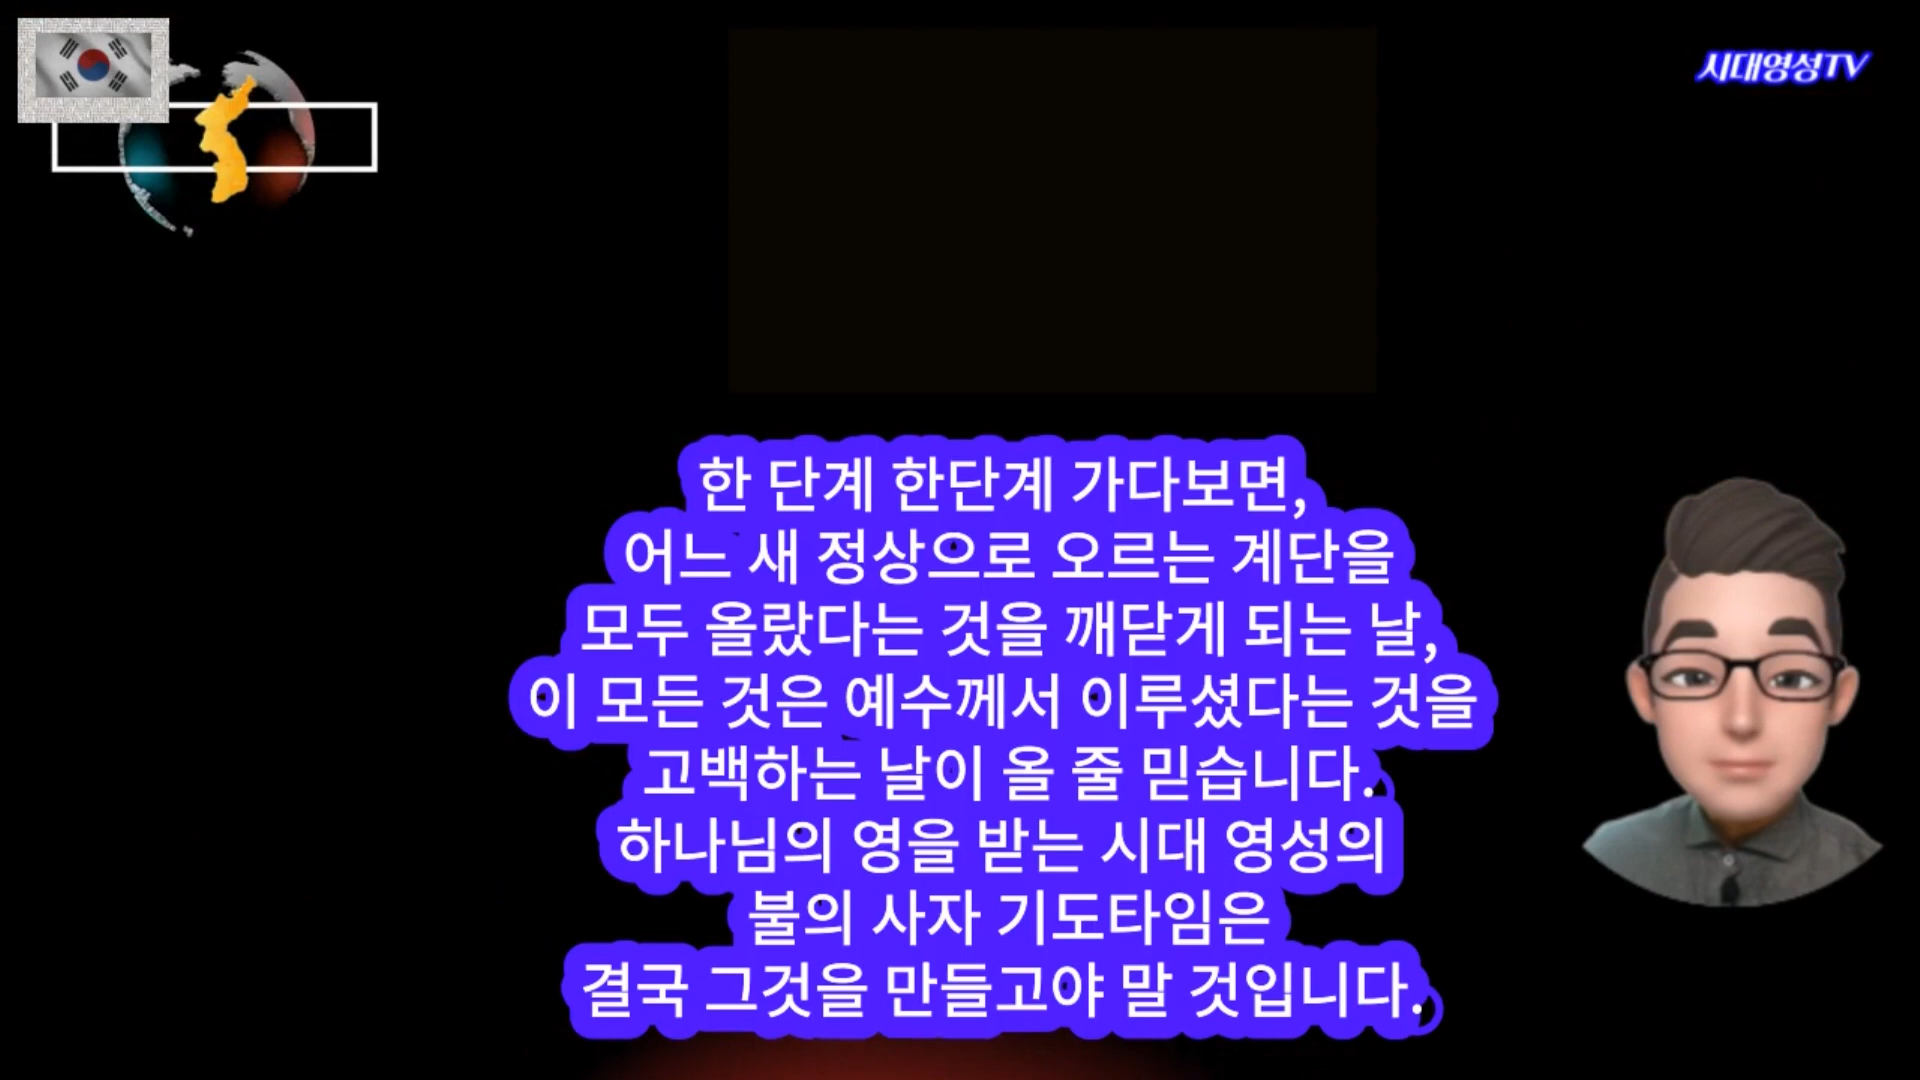 시대영성TV
한 단계 한단계 가다보면,
어느 새 정상으로 오르는 계단을
모두 올랐다는 것을 깨닫게 되는 날,
이 모든 것은 예수께서 이루셨다는 것을
고백하는 날이 올 줄 믿습니다.
하나님의 영을 받는 시대 영성의
불의 사자 기도타임은
결국 그것을 만들고야 말 것입니다.